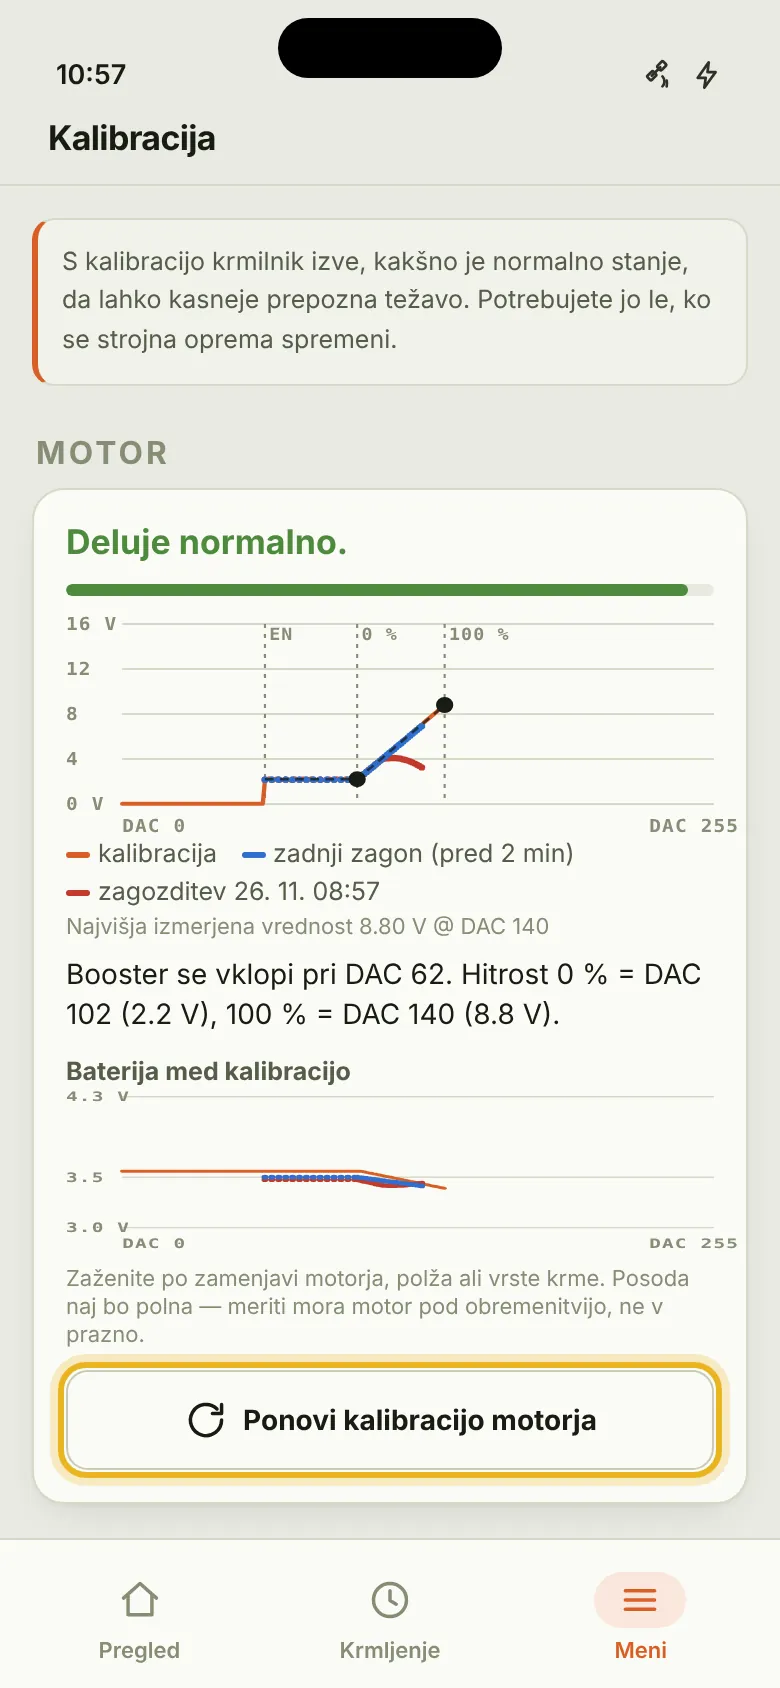 10:57
Kalibracija
S kalibracijo krmilnik izve, kakšno je normalno stanje,
da lahko kasneje prepozna težavo. Potrebujete jo le, ko
se strojna oprema spremeni.
MOTOR
Deluje normalno.
16 V
EN
0 %
100 %
12
8
4
0 V
DAC 0
DAC 255
kalibracija
zadnji zagon (pred 2 min)
zagozditev 26. 11. 08:57
Najvišja izmerjena vrednost 8.80 V @ DAC 140
Booster se vklopi pri DAC 62. Hitrost 0 % = DAC
102 (2.2 V), 100 % = DAC 140 (8.8 V).
Baterija med kalibracijo
4.3 V
3.5
3.0 V
DAC 0
DAC 255
Zaženite po zamenjavi motorja, polža ali vrste krme. Posoda
naj bo polna — meriti mora motor pod obremenitvijo, ne v
prazno.
Ponovi kalibracijo motorja
Pregled
Krmljenje
Meni